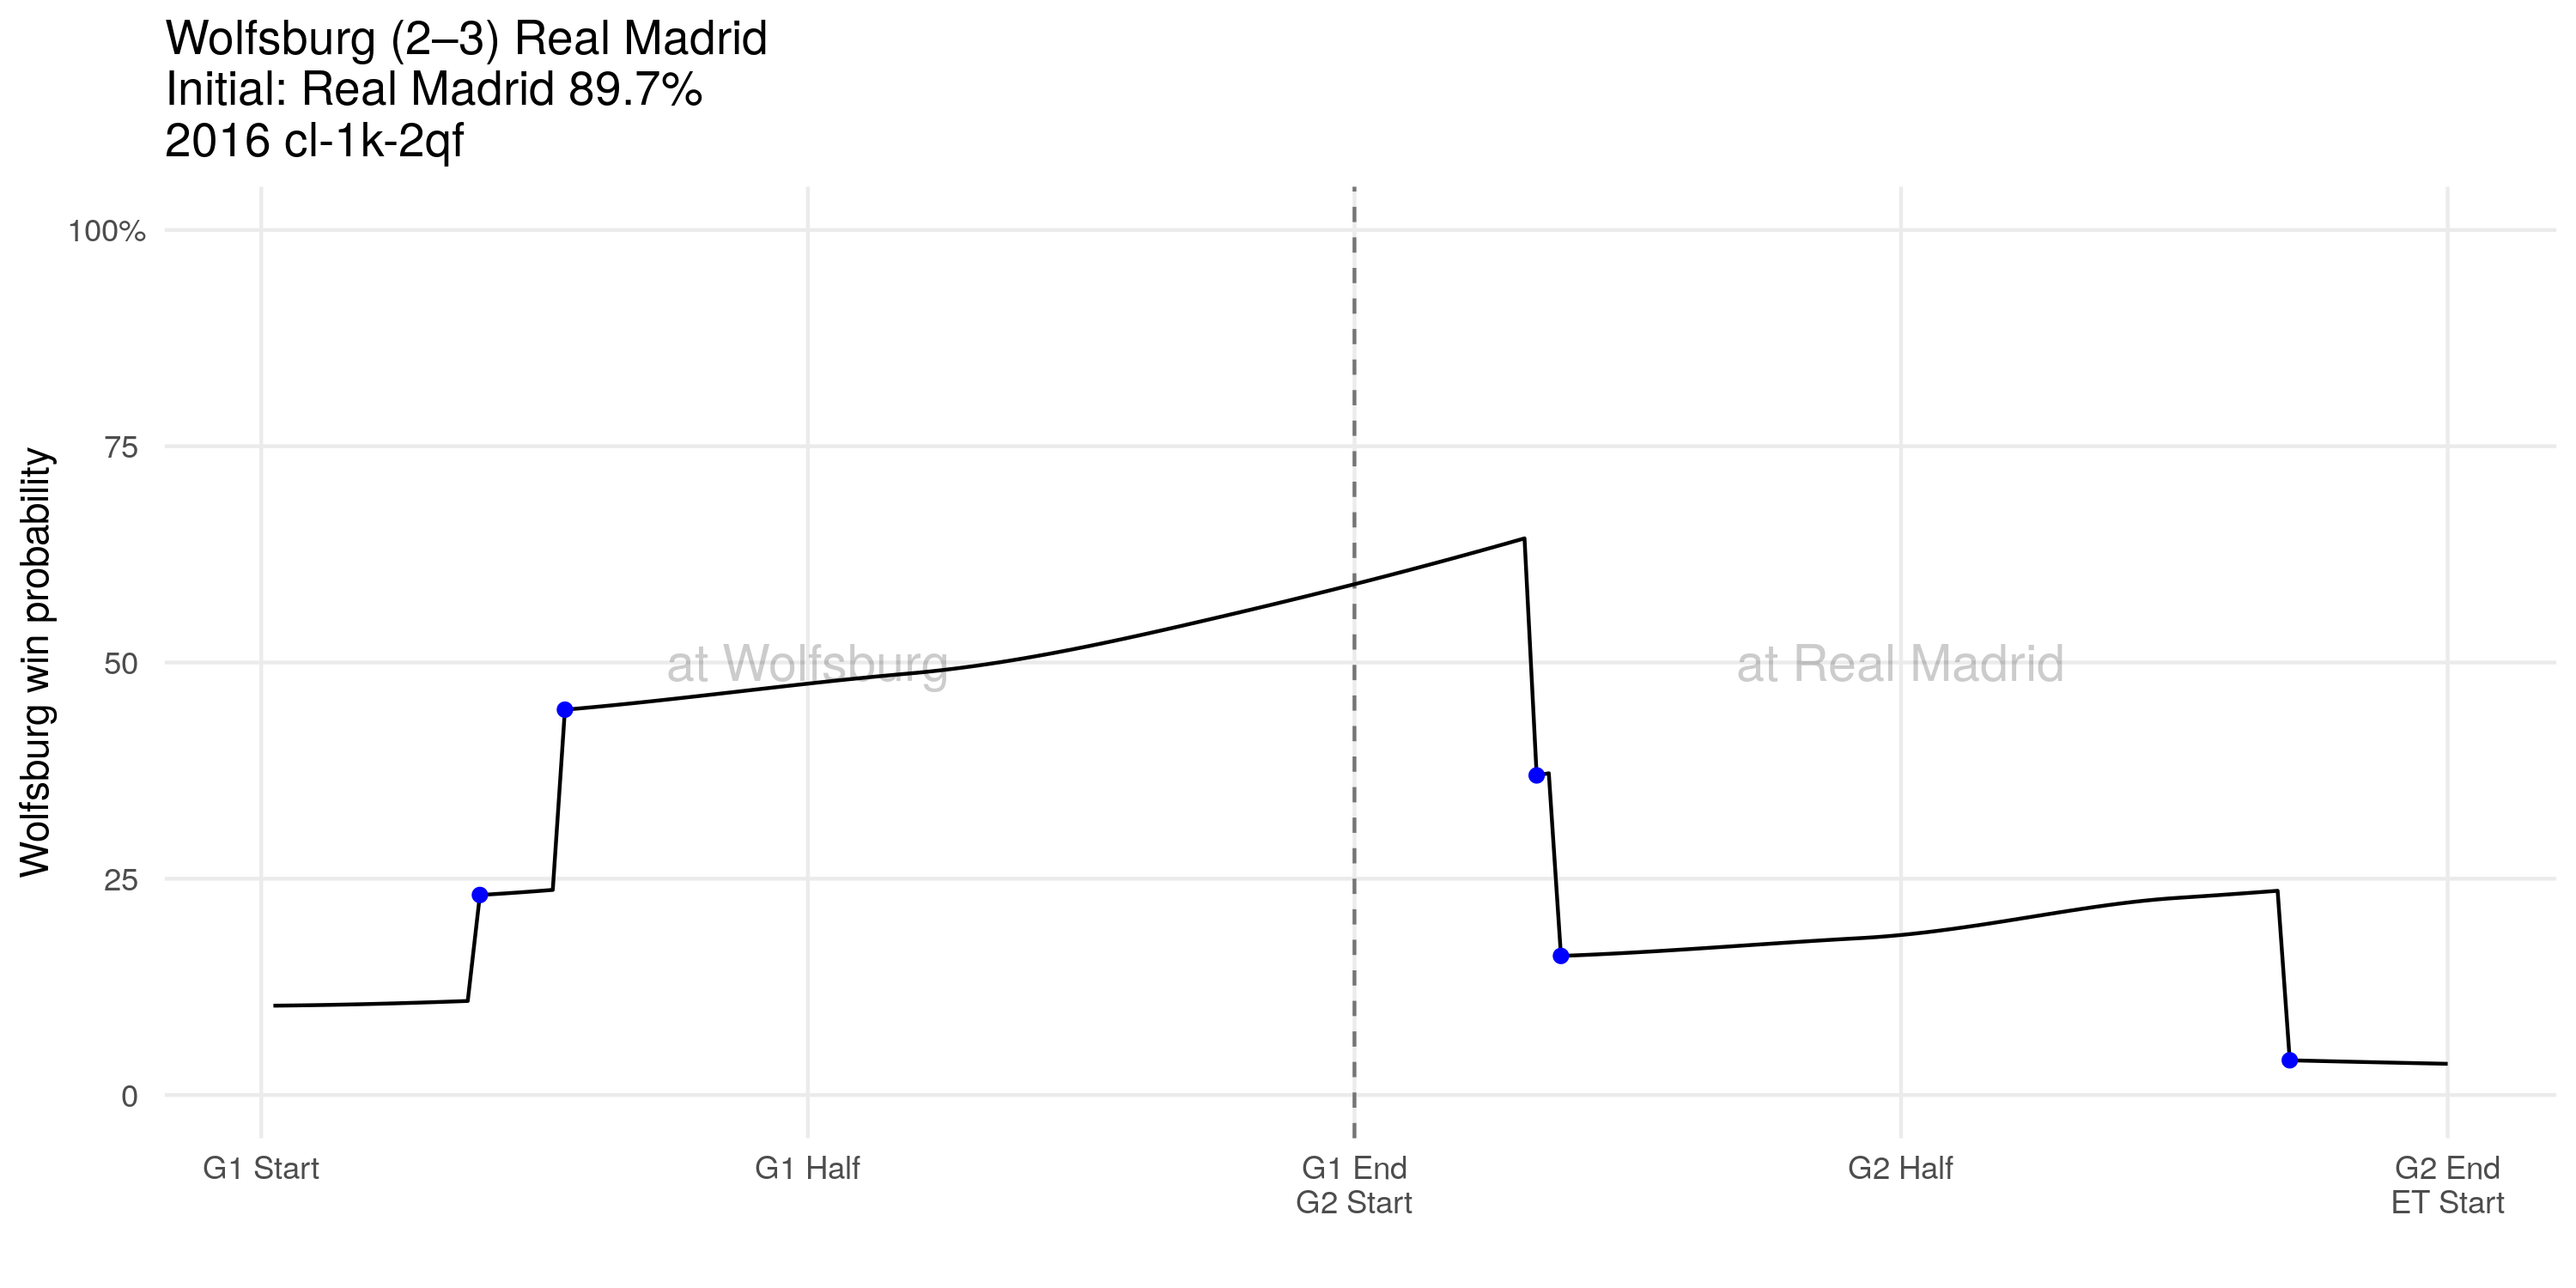 Wolfsburg (2–3) Real Madrid
Initial: Real Madrid 89.7%
2016 cl-1k-2qf
Wolfsburg win probability
100%
75
50
25
0
at Wolfsburg
at Real Madrid
G1 Start
G1 Half
G1 End
G2 Start
G2 Half
G2 End
ET Start